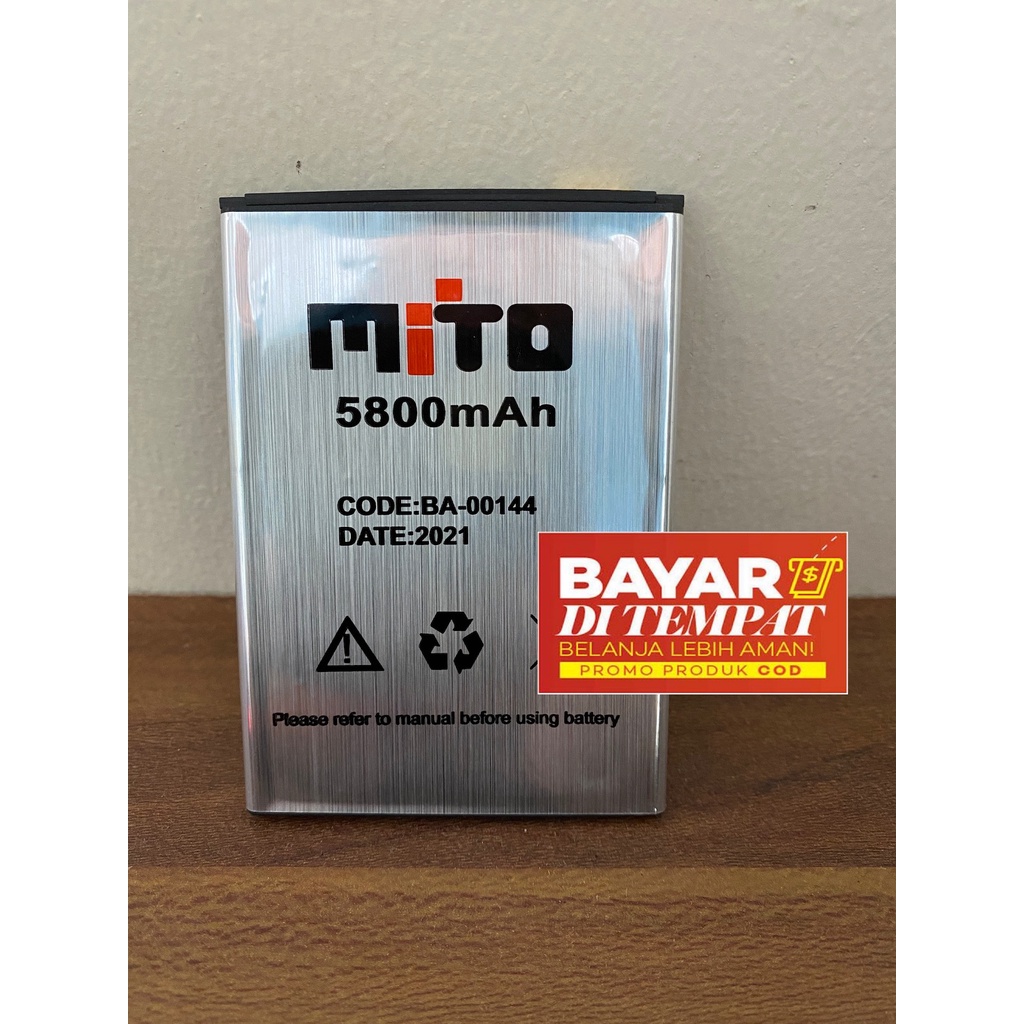 MiTO
5800mAh
CODE:BA-00144
DATE:2021
BAYAR
DI TEMPAT
BELANJA LEBIH AMAN!
PROMO PRODUK COD
Please refer to manual before using battery